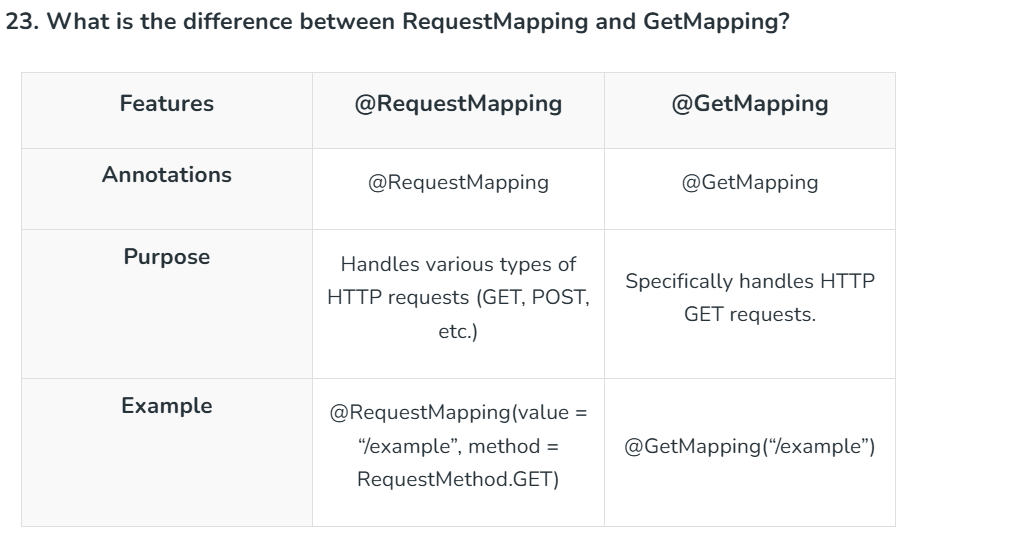 23. What is the difference between RequestMapping and GetMapping?
Features
@RequestMapping
@GetMapping
Annotations
@RequestMapping
@GetMapping
Purpose
Handles various types of
HTTP requests (GET, POST,
etc.)
Specifically handles HTTP
GET requests.
Example
@RequestMapping(value =
“/example”, method =
RequestMethod.GET)
@GetMapping(“/example”)